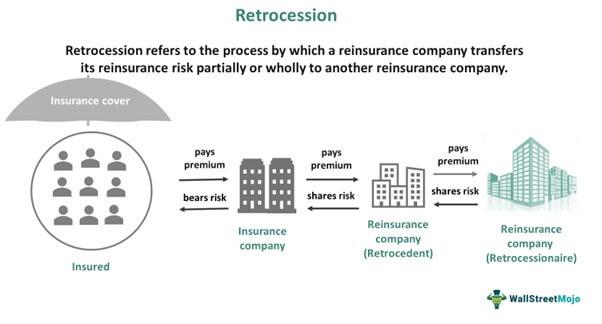 Retrocession
Retrocession refers to the process by which a reinsurance company transfers
its reinsurance risk partially or wholly to another reinsurance company.
Insurance cover
pays
premium
bears risk
pays
premium
shares risk
pays
premium
shares risk
Insured
Insurance
company
Reinsurance
company
(Retrocedent)
Reinsurance
company
(Retrocessionaire)
WallStreetMojo